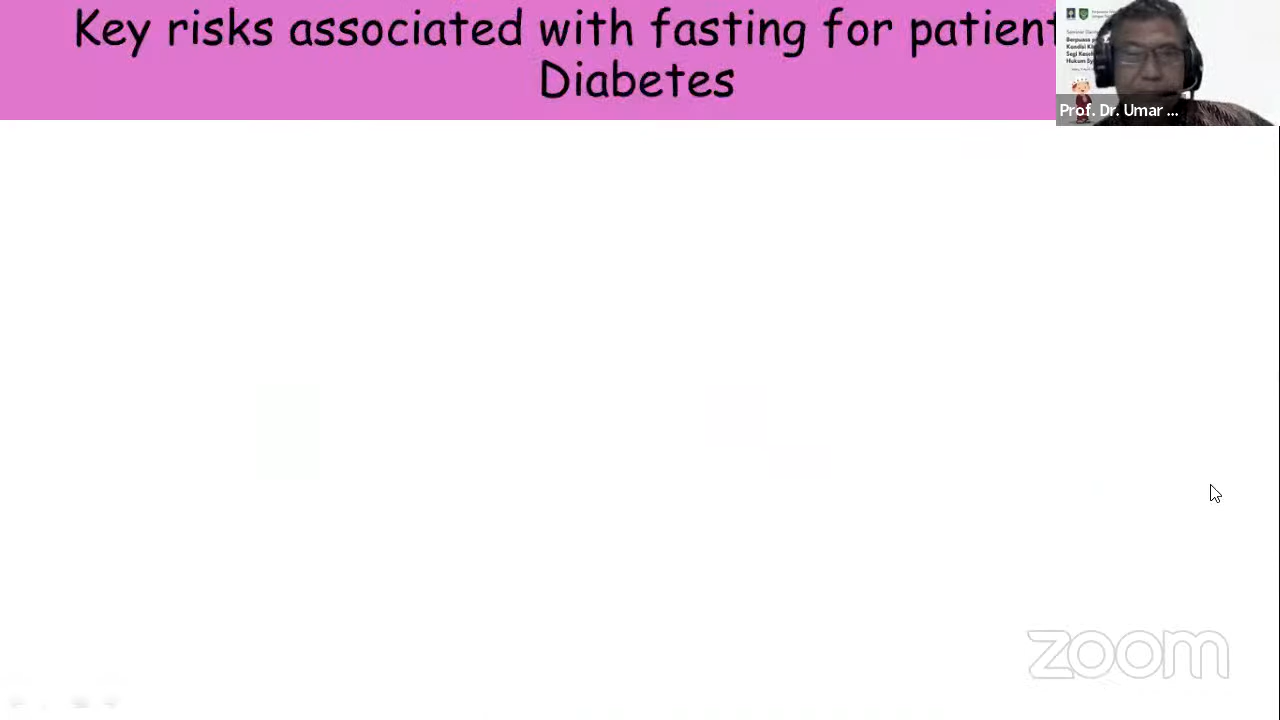 Key risks associated with fasting for patient
Diabetes
Prof. Dr. Umar ...
zoom